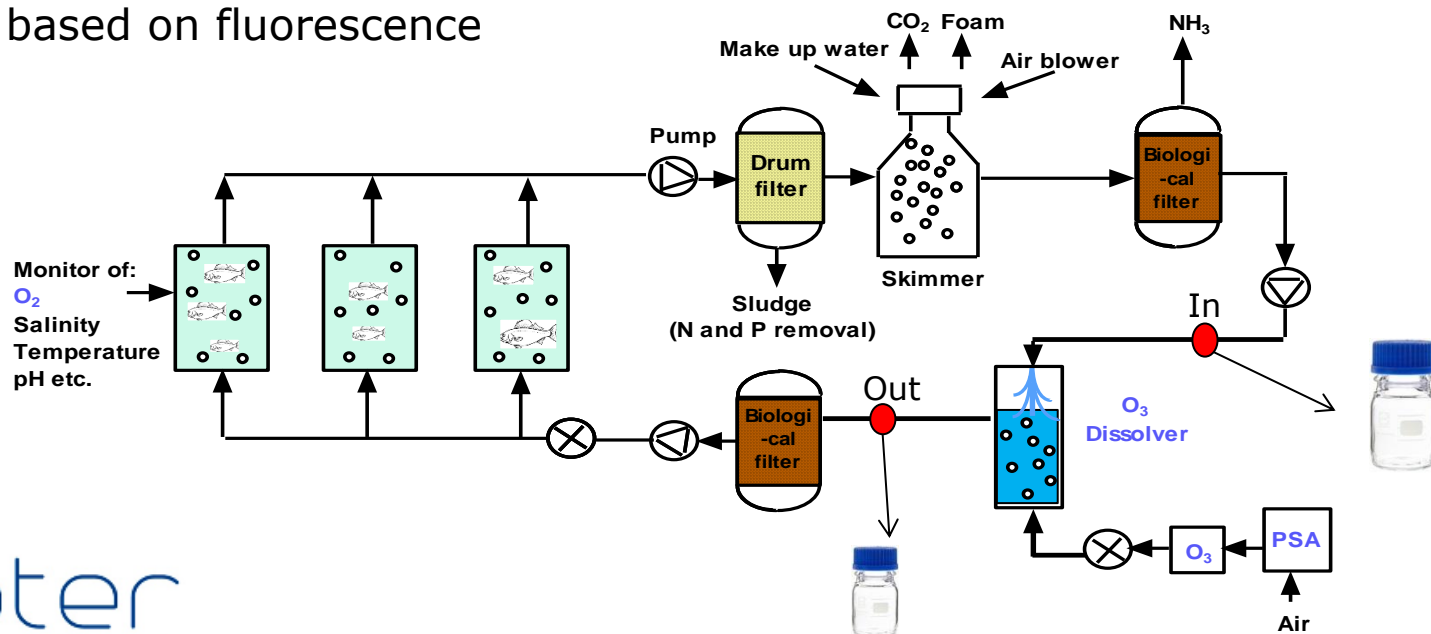 based on fluorescence
CO₂ Foam
NH₃
Make up water
Air blower
Pump
Drum
filter
Biologi
-cal
filter
Skimmer
Monitor of:
O₂
Salinity
Temperature
pH etc.
Sludge
(N and P removal)
In
Out
O₃
Dissolver
Biologi
-cal
filter
O₃
PSA
Air
ter